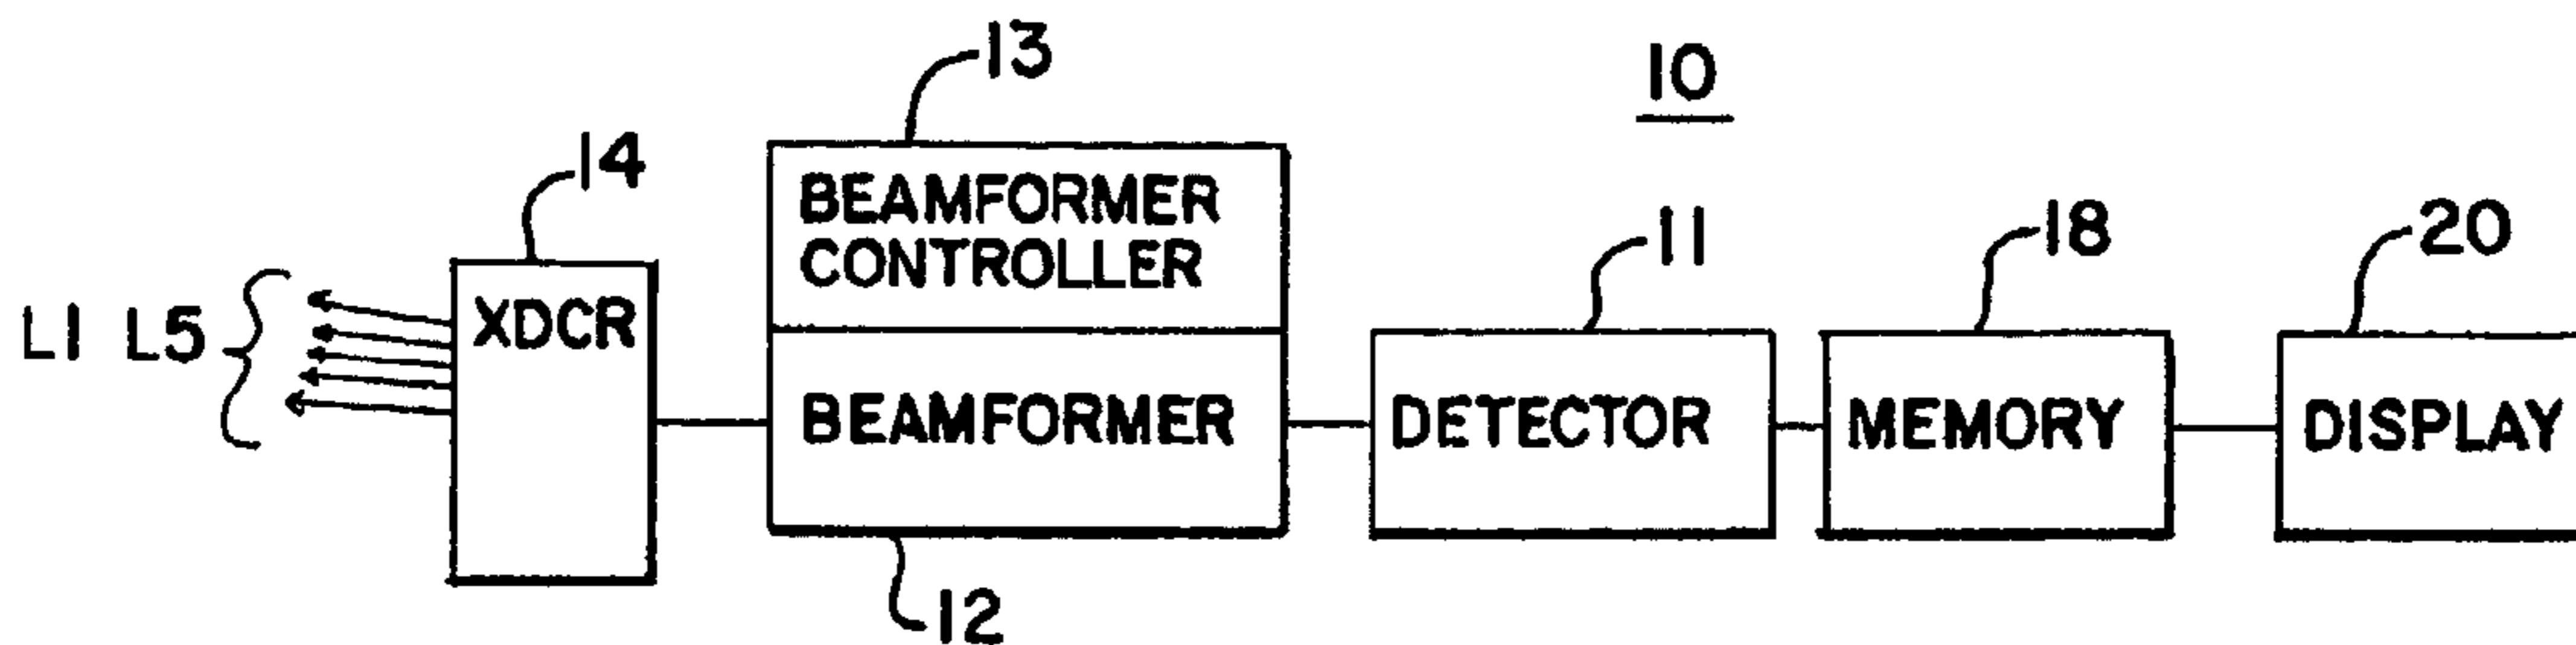 13
10
14
BEAMFORMER
CONTROLLER
11
18
20
L1 L5
XDCR
BEAMFORMER
DETECTOR
MEMORY
DISPLAY
12